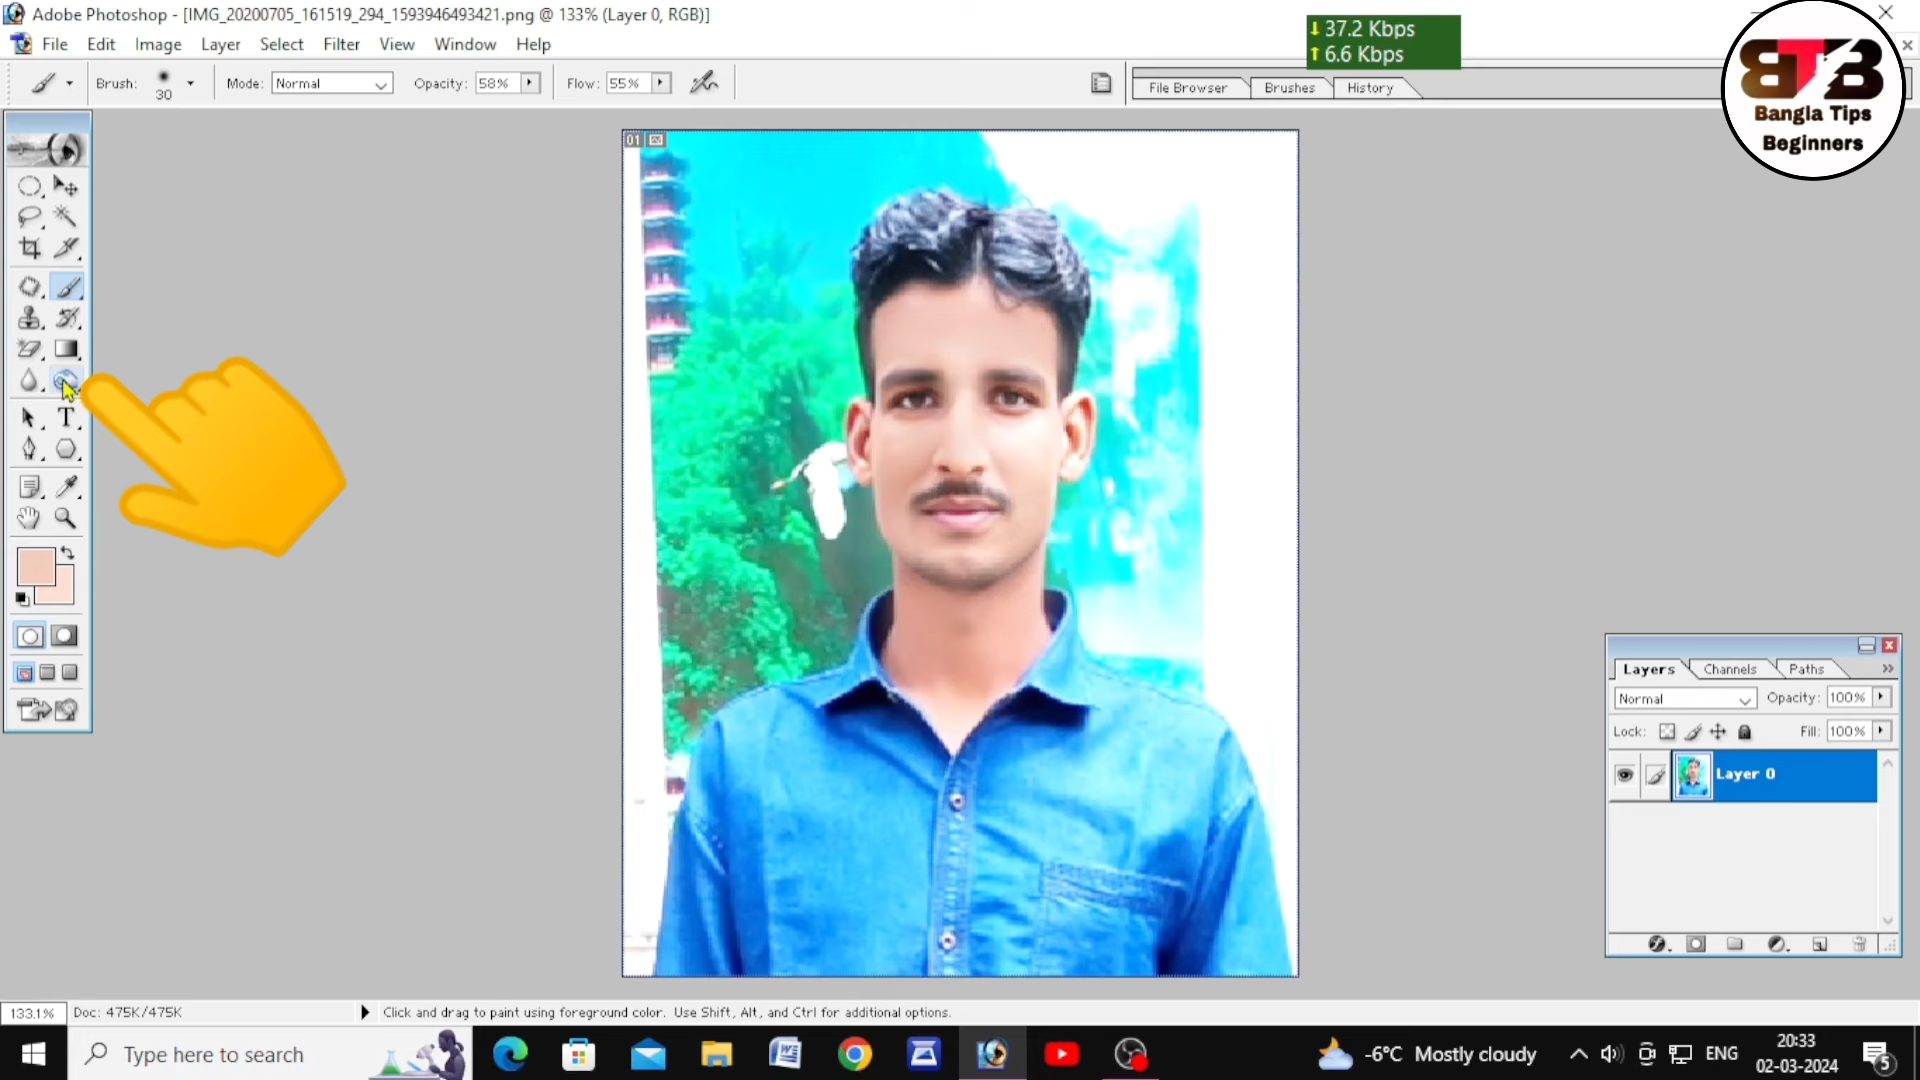 Adobe Photoshop - [IMG_20200705_161519_294_1593946493421.png @ 133% (Layer 0, RGB)]
37.2 Kbps
6.6 Kbps
File Edit Image Layer Select Filter View Window Help
Brush: 30 Mode: Normal Opacity: 58% Flow: 55%
File Browser Brushes History
BTB
Bangla Tips
Beginners
01
T
Layers Channels Paths
Normal Opacity: 100%
Lock: Fill: 100%
Layer 0
133.1% Doc: 475K/475K Click and drag to paint using foreground color. Use Shift, Alt, and Ctrl for additional options.
Type here to search
-6°C Mostly cloudy ENG
20:33
02-03-2024
5